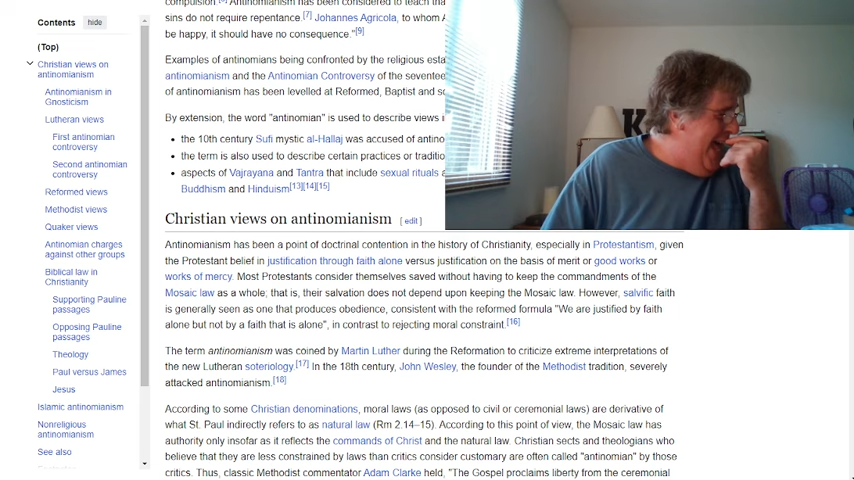 Contents hide
(Top)
Christian views on
antinomianism
Antinomianism in
Gnosticism
Lutheran views
First antinomian
controversy
Second antinomian
controversy
Reformed views
Methodist views
Quaker views
Antinomian charges
against other groups
Biblical law in
Christianity
Supporting Pauline
passages
Opposing Pauline
passages
Theology
Paul versus James
Jesus
Islamic antinomianism
Nonreligious
antinomianism
See also
compulsion Antinomianism has been considered to teach tha
sins do not require repentance.[7] Johannes Agricola, to whom A
be happy, it should have no consequence."[9]
Examples of antinomians being confronted by the religious esta
antinomianism and the Antinomian Controversy of the seventee
of antinomianism has been levelled at Reformed, Baptist and so
By extension, the word "antinomian" is used to describe views i
• the 10th century Sufi mystic al-Hallaj was accused of antino
• the term is also used to describe certain practices or traditio
• aspects of Vajrayana and Tantra that include sexual rituals a
Buddhism and Hinduism[13][14][15]
K
Christian views on antinomianism [ edit ]
Antinomianism has been a point of doctrinal contention in the history of Christianity, especially in Protestantism, given
the Protestant belief in justification through faith alone versus justification on the basis of merit or good works or
works of mercy. Most Protestants consider themselves saved without having to keep the commandments of the
Mosaic law as a whole; that is, their salvation does not depend upon keeping the Mosaic law. However, salvific faith
is generally seen as one that produces obedience, consistent with the reformed formula "We are justified by faith
alone but not by a faith that is alone", in contrast to rejecting moral constraint.[16]
The term antinomianism was coined by Martin Luther during the Reformation to criticize extreme interpretations of
the new Lutheran soteriology.[17] In the 18th century, John Wesley, the founder of the Methodist tradition, severely
attacked antinomianism.[18]
According to some Christian denominations, moral laws (as opposed to civil or ceremonial laws) are derivative of
what St. Paul indirectly refers to as natural law (Rm 2.14–15). According to this point of view, the Mosaic law has
authority only insofar as it reflects the commands of Christ and the natural law. Christian sects and theologians who
believe that they are less constrained by laws than critics consider customary are often called "antinomian" by those
critics. Thus, classic Methodist commentator Adam Clarke held, "The Gospel proclaims liberty from the ceremonial